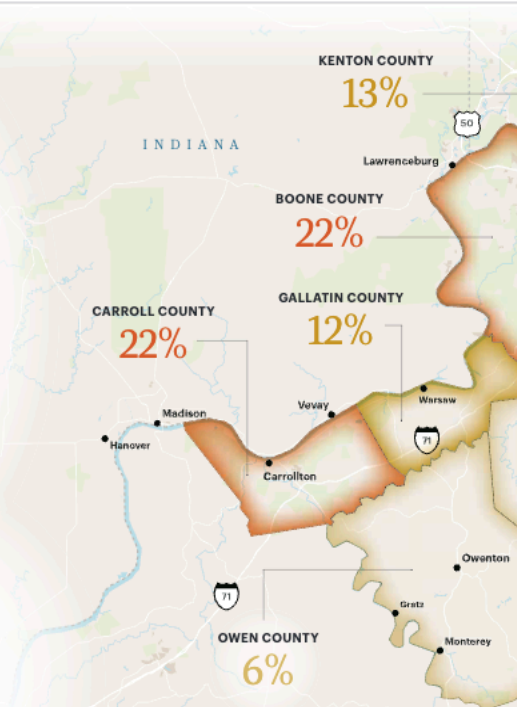 KENTON COUNTY
13%
50
INDIANA
Lawrenceburg
BOONE COUNTY
22%
GALLATIN COUNTY
12%
CARROLL COUNTY
22%
Vevay
Warsaw
Madison
Hanover
71
Carrollton
Owenton
71
Gratz
OWEN COUNTY
6%
Monterey